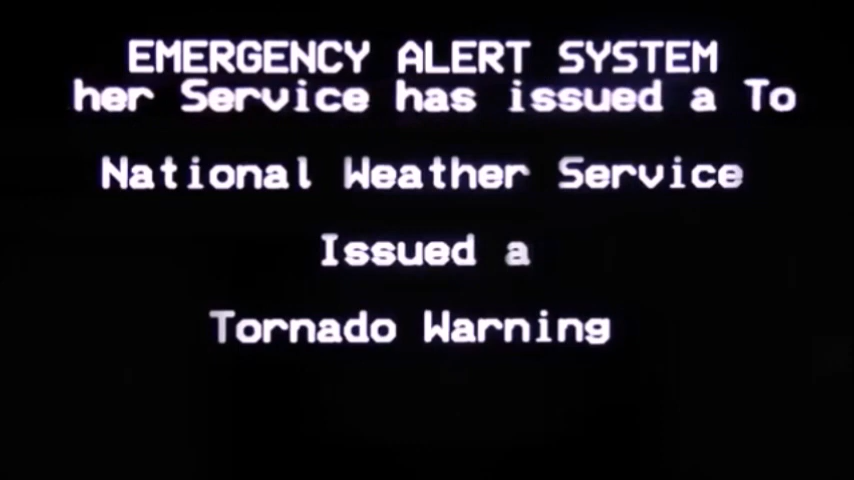 EMERGENCY ALERT SYSTEM
her Service has issued a To
National Weather Service
Issued a
Tornado Warning